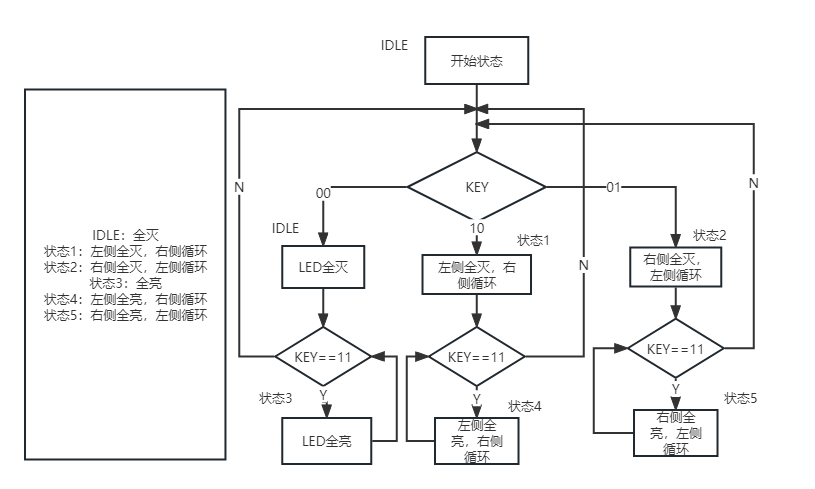 IDLE
开始状态
IDLE：全灭
状态1：左侧全灭，右侧循环
状态2：右侧全灭，左侧循环
状态3：全亮
状态4：左侧全亮，右侧循环
状态5：右侧全亮，左侧循环
N
KEY
00
10
01
N
N
IDLE
LED全灭
KEY==11
Y
状态3
LED全亮
状态1
左侧全灭，右
侧循环
KEY==11
Y
状态4
左侧全
亮，右侧
循环
状态2
右侧全灭，
左侧循环
KEY==11
Y
状态5
右侧全
亮，左侧
循环